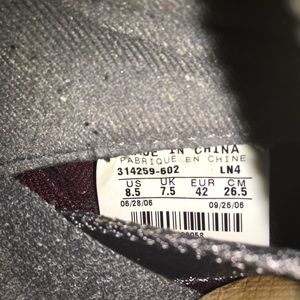 MADE IN CHINA
FABRIQUE EN CHINE
314259-602 LN4
US UK EUR CM
8.5 7.5 42 26.5
06/28/06 09/26/06